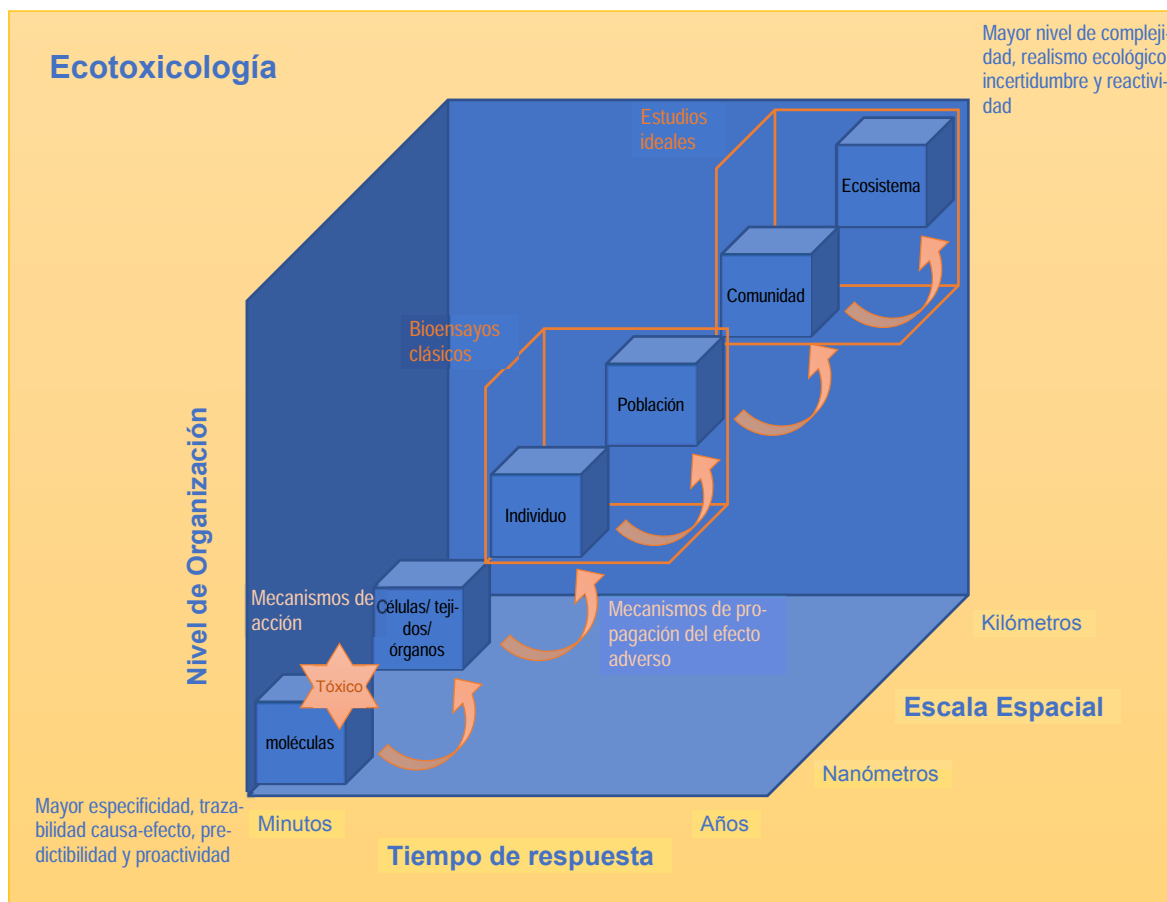 Ecotoxicología
Mayor nivel de compleji-
dad, realismo ecológico
incertidumbre y reactivi-
dad
Estudios
ideales
Ecosistema
Comunidad
Bioensayos
clásicos
Población
Individuo
Nivel de Organización
Mecanismos de
acción
Células/ teji-
dos/
órganos
Mecanismos de pro-
pagación del efecto
adverso
Kilómetros
Tóxico
moléculas
Escala Espacial
Nanómetros
Mayor especificidad, traza-
bilidad causa-efecto, pre-
dictibilidad y proactividad
Minutos
Años
Tiempo de respuesta